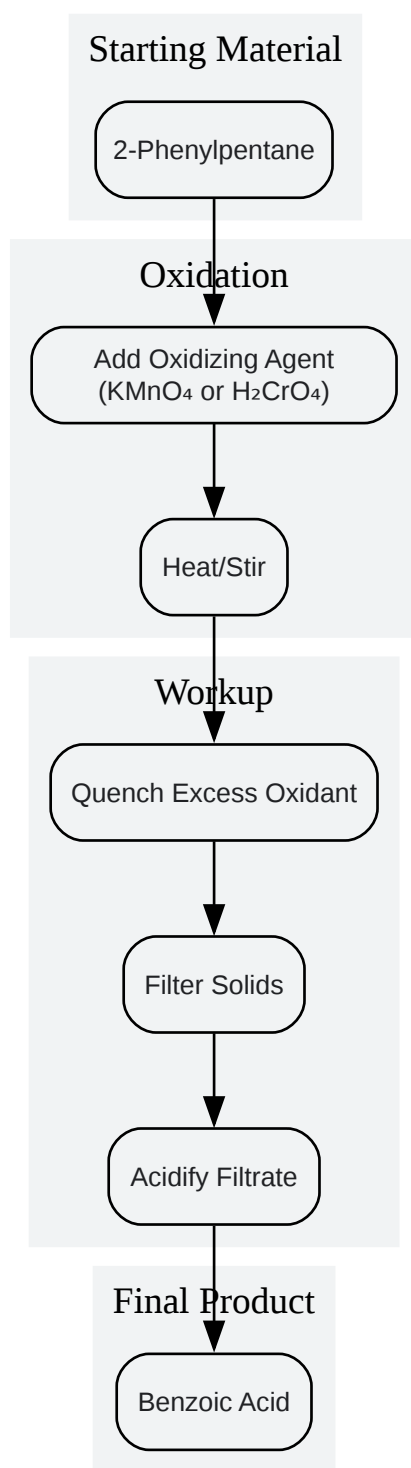 Starting Material
2-Phenylpentane
Oxidation
Add Oxidizing Agent
(KMnO₄ or H₂CrO₄)
Heat/Stir
Workup
Quench Excess Oxidant
Filter Solids
Acidify Filtrate
Final Product
Benzoic Acid